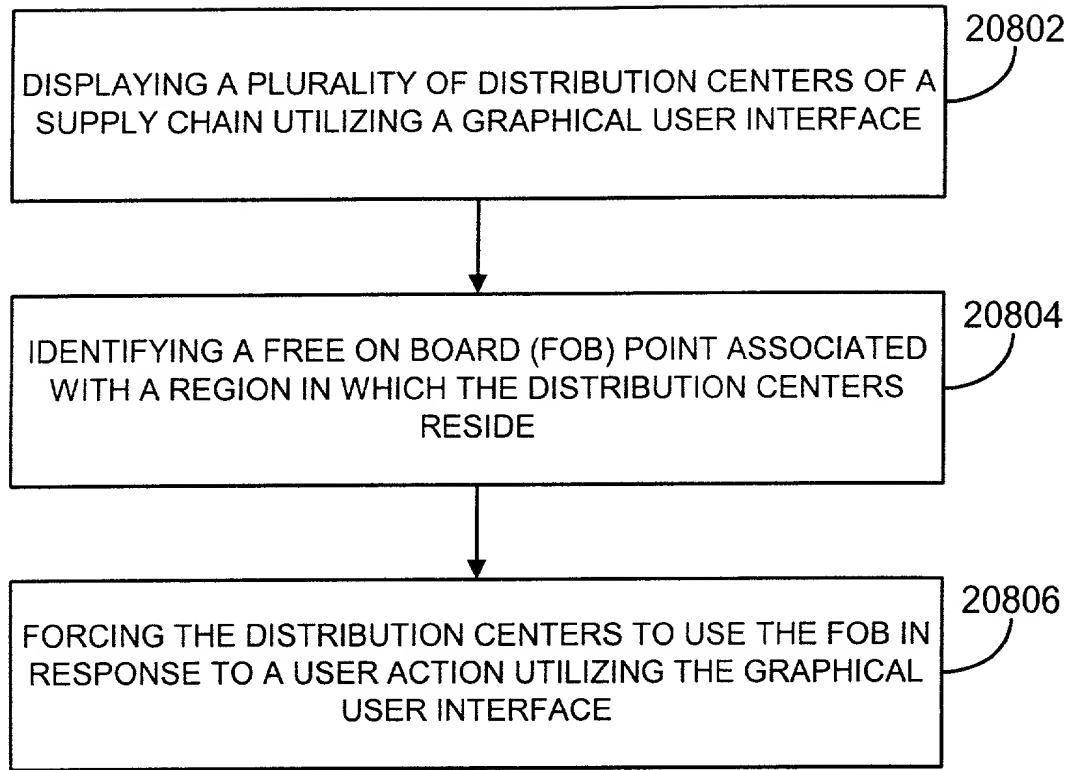 20802
DISPLAYING A PLURALITY OF DISTRIBUTION CENTERS OF A
SUPPLY CHAIN UTILIZING A GRAPHICAL USER INTERFACE
20804
IDENTIFYING A FREE ON BOARD (FOB) POINT ASSOCIATED
WITH A REGION IN WHICH THE DISTRIBUTION CENTERS
RESIDE
20806
FORCING THE DISTRIBUTION CENTERS TO USE THE FOB IN
RESPONSE TO A USER ACTION UTILIZING THE GRAPHICAL
USER INTERFACE